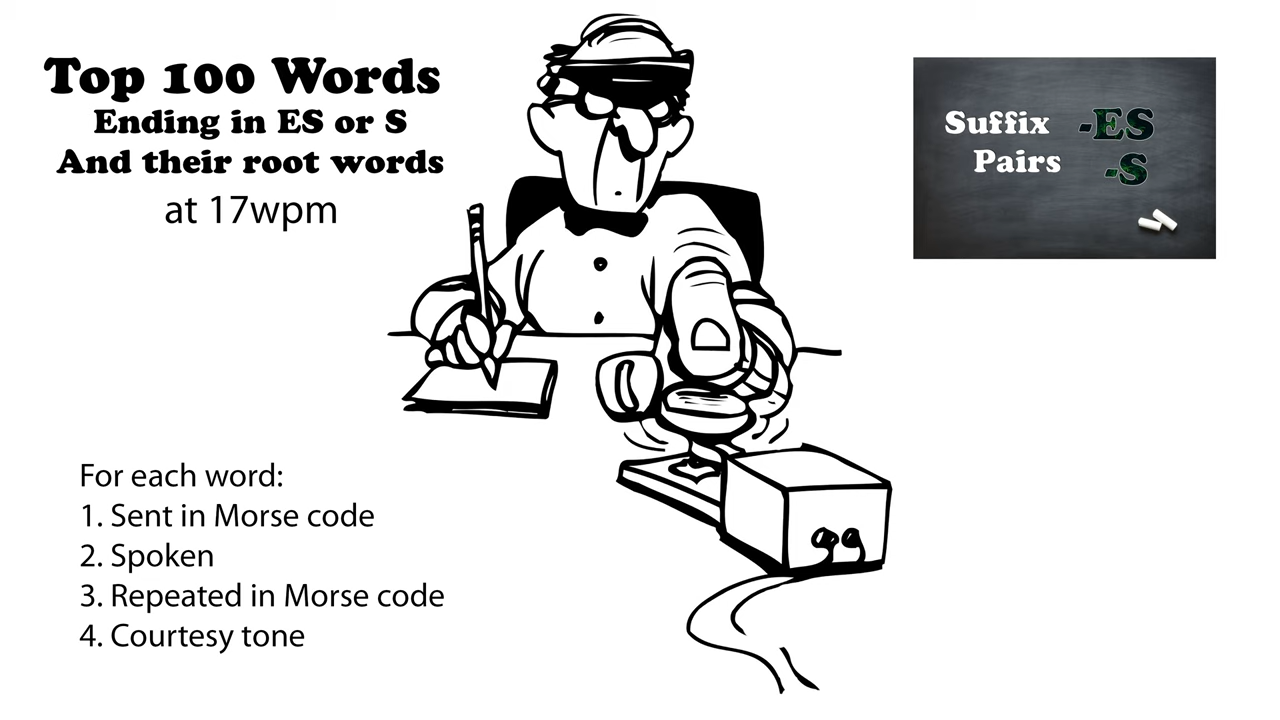 Top 100 Words
Ending in ES or S
And their root words
at 17wpm
Suffix -ES
Pairs -S
For each word:
1. Sent in Morse code
2. Spoken
3. Repeated in Morse code
4. Courtesy tone